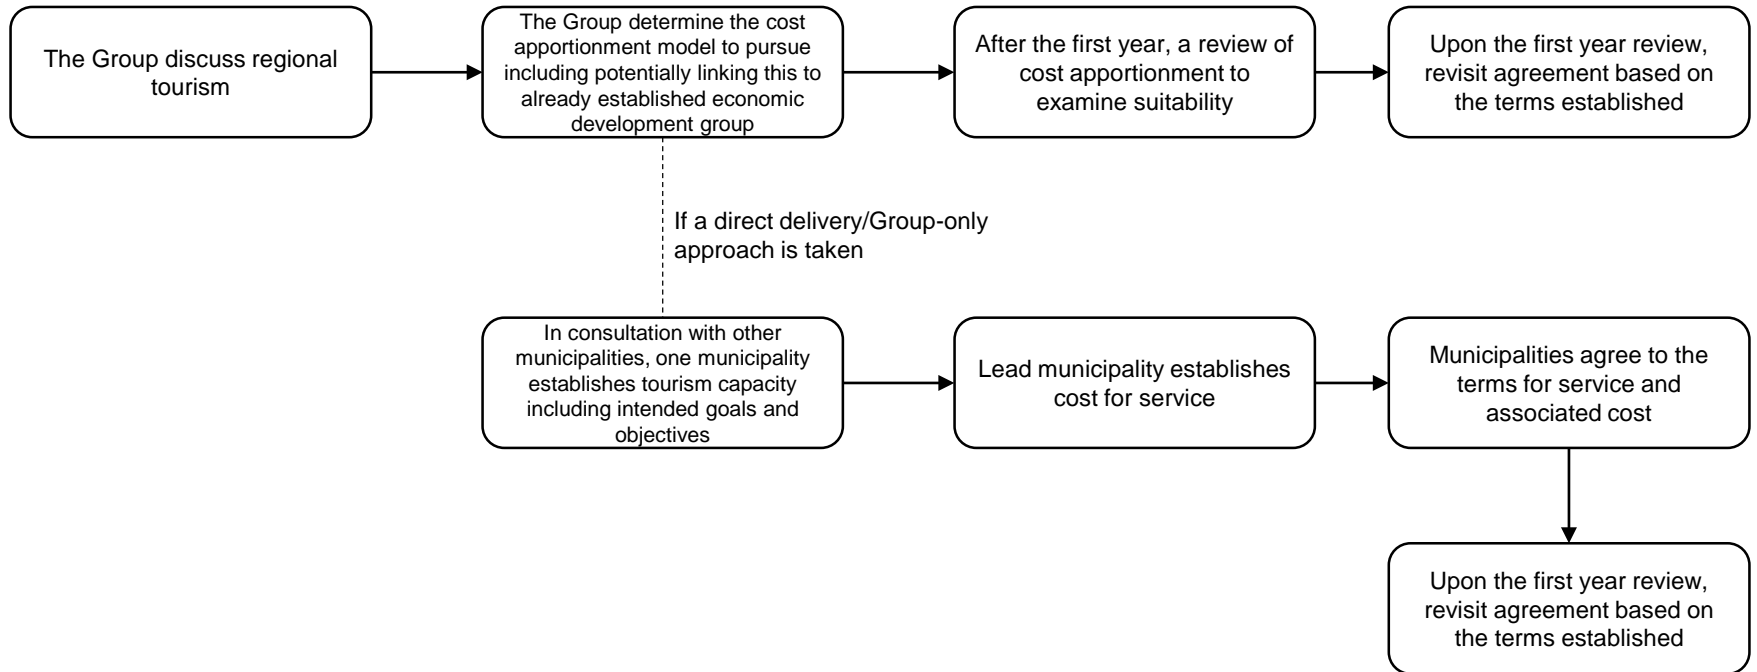 The Group discuss regional
tourism
The Group determine the cost
apportionment model to pursue
including potentially linking this to
already established economic
development group
After the first year, a review of
cost apportionment to
examine suitability
Upon the first year review,
revisit agreement based on
the terms established
If a direct delivery/Group-only
approach is taken
In consultation with other
municipalities, one municipality
establishes tourism capacity
including intended goals and
objectives
Lead municipality establishes
cost for service
Municipalities agree to the
terms for service and
associated cost
Upon the first year review,
revisit agreement based on
the terms established